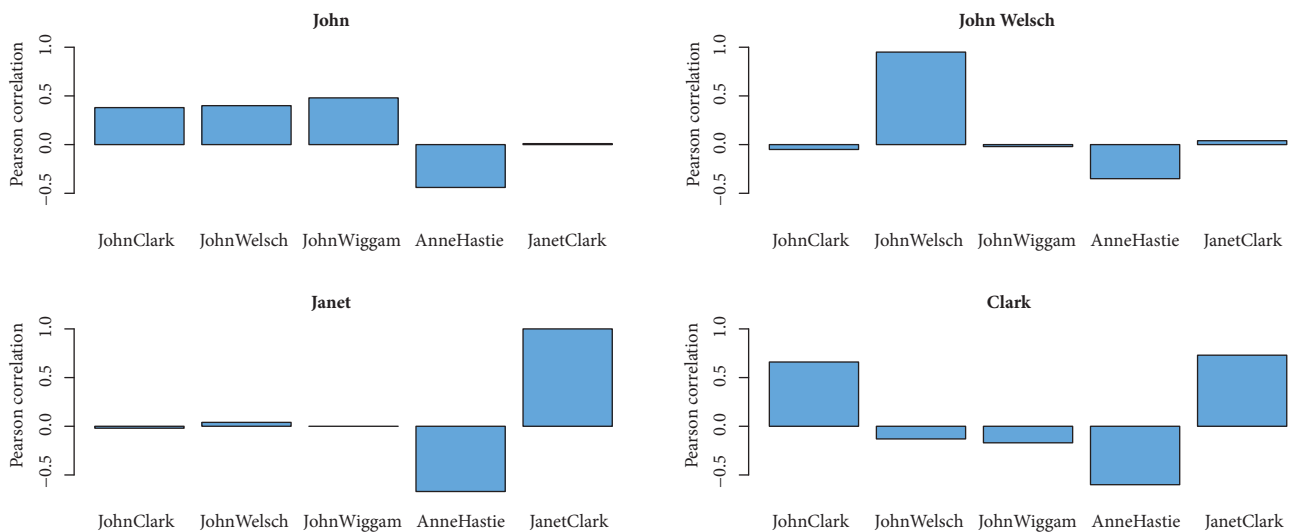 John
Pearson correlation
1.0
0.5
0.0
−0.5
JohnClark JohnWelsch JohnWiggam AnneHastie JanetClark
John Welsch
Pearson correlation
1.0
0.5
0.0
−0.5
JohnClark JohnWelsch JohnWiggam AnneHastie JanetClark
Janet
Pearson correlation
1.0
0.5
0.0
−0.5
JohnClark JohnWelsch JohnWiggam AnneHastie JanetClark
Clark
Pearson correlation
1.0
0.5
0.0
−0.5
JohnClark JohnWelsch JohnWiggam AnneHastie JanetClark